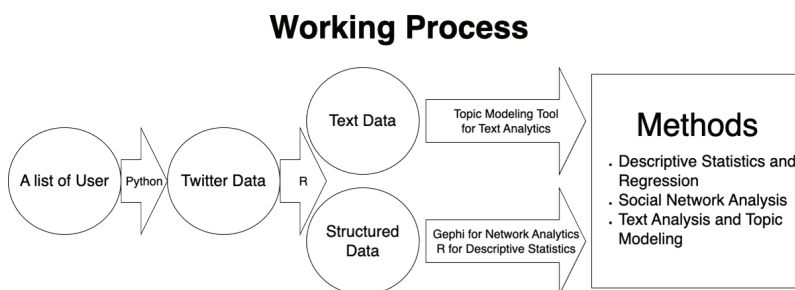 Working Process
A list of User
Python
Twitter Data
R
Text Data
Structured
Data
Topic Modeling Tool
for Text Analytics
Gephi for Network Analytics
R for Descriptive Statistics
Methods
. Descriptive Statistics and
Regression
. Social Network Analysis
. Text Analysis and Topic
Modeling